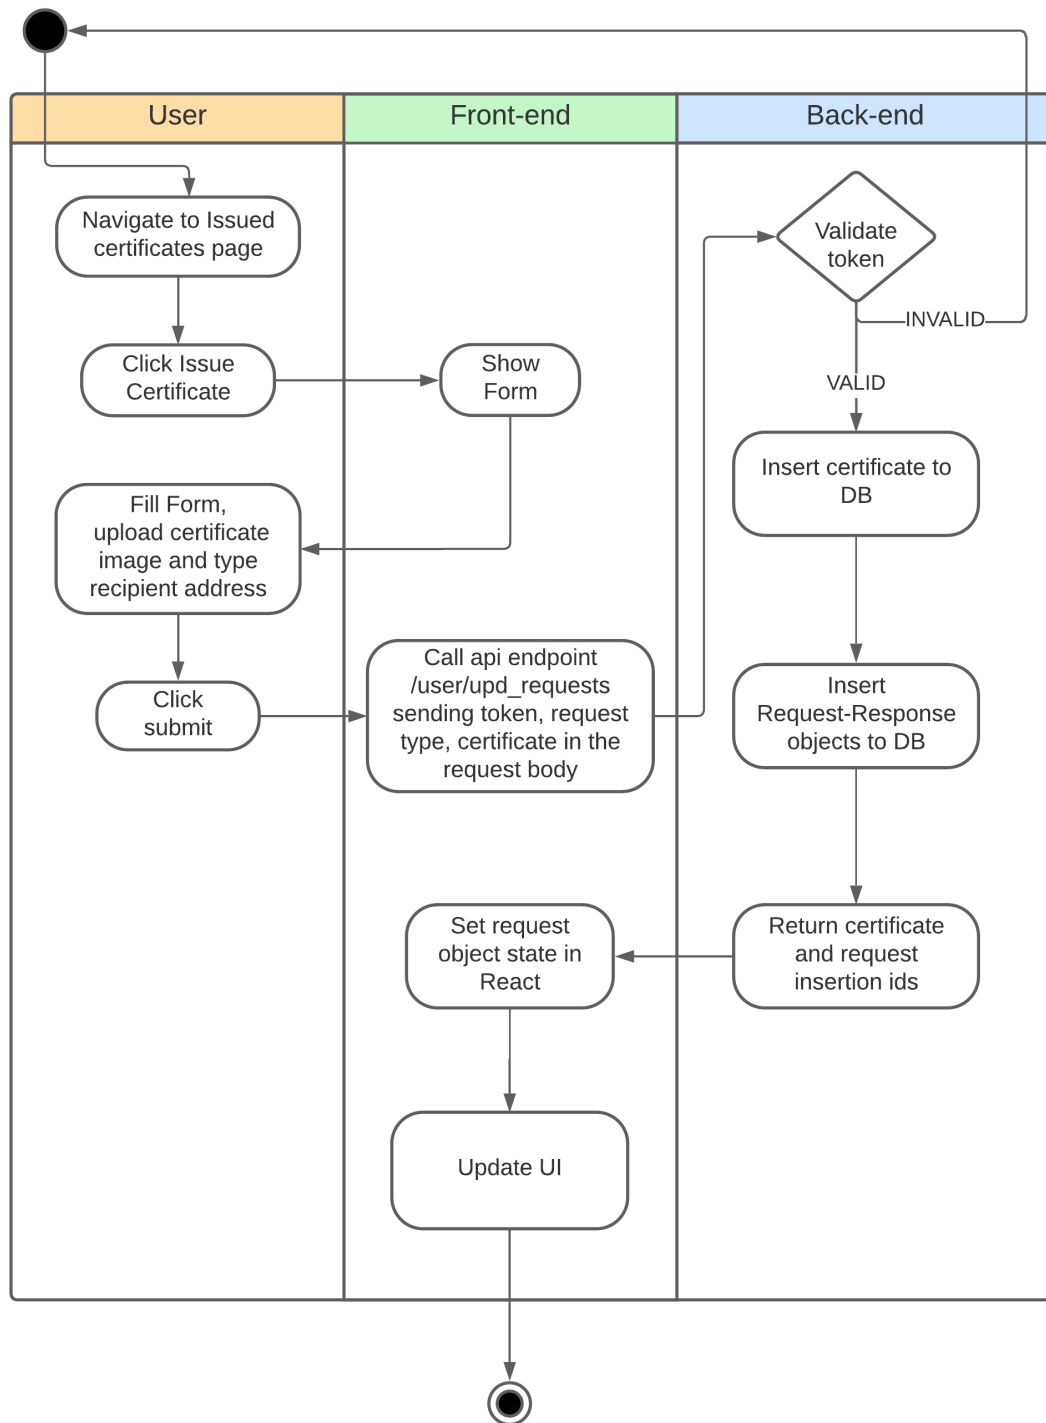 User
Front-end
Back-end
Navigate to Issued
certificates page
Validate
token
INVALID
Click Issue
Certificate
Show
Form
VALID
Insert certificate to
DB
Fill Form,
upload certificate
image and type
recipient address
Call api endpoint
/user/upd_requests
sending token, request
type, certificate in the
request body
Click
submit
Insert
Request-Response
objects to DB
Set request
object state in
React
Return certificate
and request
insertion ids
Update UI